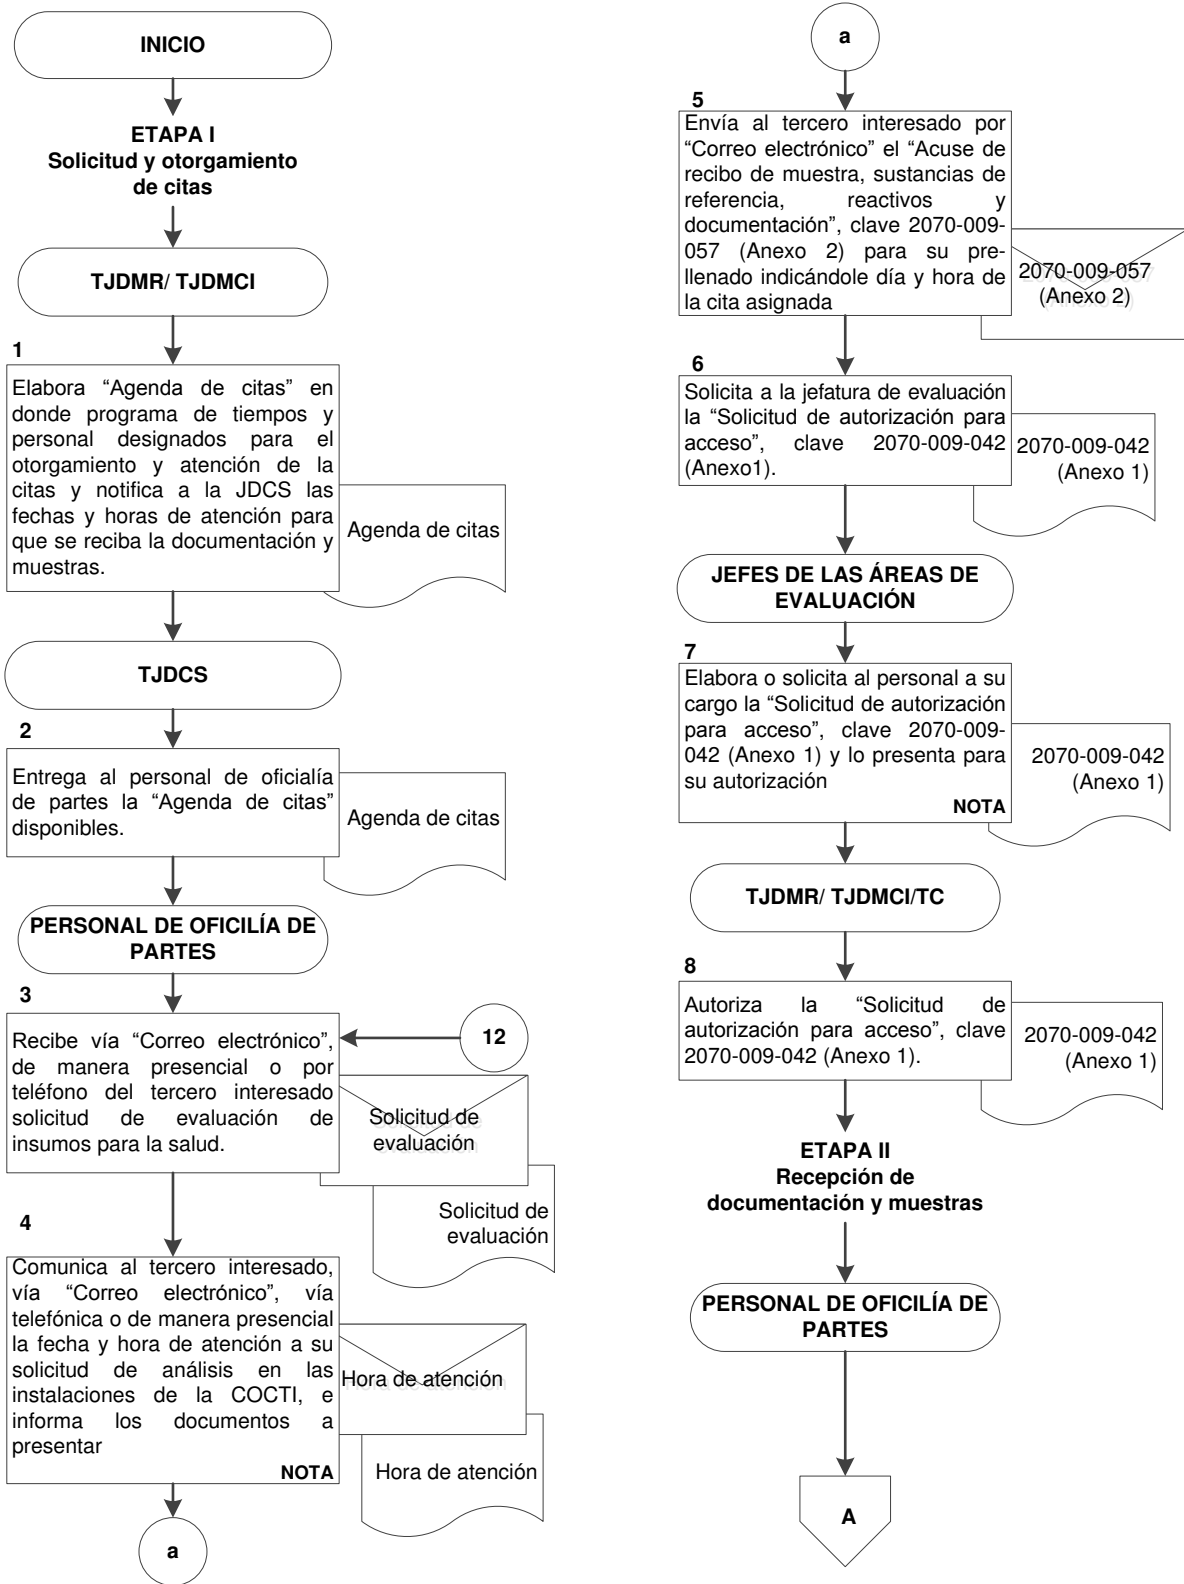 INICIO
ETAPA I
Solicitud y otorgamiento
de citas
TJDMR/ TJDMCI
1
Elabora “Agenda de citas” en
donde programa de tiempos y
personal designados para el
otorgamiento y atención de la
citas y notifica a la JDCS las
fechas y horas de atención para
que se reciba la documentación y
muestras.
Agenda de citas
TJDCS
2
Entrega al personal de oficialía
de partes la “Agenda de citas”
disponibles.
Agenda de citas
PERSONAL DE OFICILÍA DE
PARTES
3
Recibe vía “Correo electrónico”,
de manera presencial o por
teléfono del tercero interesado
solicitud de evaluación de
insumos para la salud.
12
Solicitud de
evaluación
Solicitud de
evaluación
4
Comunica al tercero interesado,
vía “Correo electrónico”, vía
telefónica o de manera presencial
la fecha y hora de atención a su
solicitud de análisis en las
instalaciones de la COCTI, e
informa los documentos a
presentar
NOTA
Hora de atención
Hora de atención
a
a
5
Envía al tercero interesado por
“Correo electrónico” el “Acuse de
recibo de muestra, sustancias de
referencia, reactivos y
documentación”, clave 2070-009-
057 (Anexo 2) para su pre-
llenado indicándole día y hora de
la cita asignada
2070-009-057
(Anexo 2)
6
Solicita a la jefatura de evaluación
la “Solicitud de autorización para
acceso”, clave 2070-009-042
(Anexo1).
2070-009-042
(Anexo 1)
JEFES DE LAS ÁREAS DE
EVALUACIÓN
7
Elabora o solicita al personal a su
cargo la “Solicitud de autorización
para acceso”, clave 2070-009-
042 (Anexo 1) y lo presenta para
su autorización
NOTA
2070-009-042
(Anexo 1)
TJDMR/ TJDMCI/TC
8
Autoriza la “Solicitud de
autorización para acceso”, clave
2070-009-042 (Anexo 1).
2070-009-042
(Anexo 1)
ETAPA II
Recepción de
documentación y muestras
PERSONAL DE OFICILÍA DE
PARTES
A